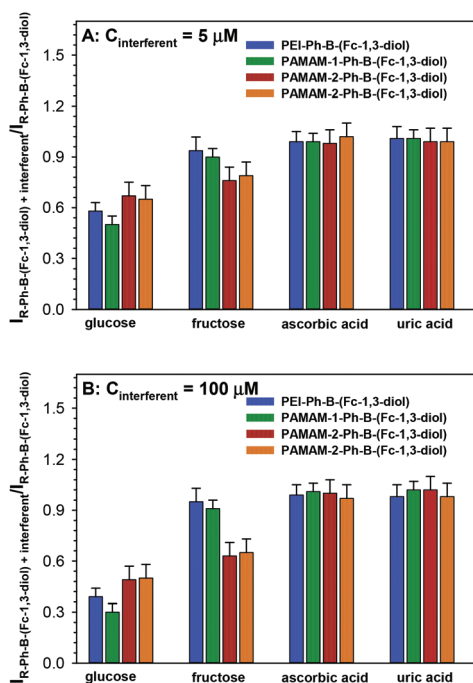 A: Cinterferent = 5 μM
PEI-Ph-B-(Fc-1,3-diol)
PAMAM-1-Ph-B-(Fc-1,3-diol)
PAMAM-2-Ph-B-(Fc-1,3-diol)
PAMAM-2-Ph-B-(Fc-1,3-diol)
IR-Ph-B-(Fc-1,3-diol) + interferent/IR-Ph-B-(Fc-1,3-diol)
1.5
1.2
0.9
0.6
0.3
0.0
glucose fructose ascorbic acid uric acid
B: Cinterferent = 100 μM
PEI-Ph-B-(Fc-1,3-diol)
PAMAM-1-Ph-B-(Fc-1,3-diol)
PAMAM-2-Ph-B-(Fc-1,3-diol)
PAMAM-2-Ph-B-(Fc-1,3-diol)
IR-Ph-B-(Fc-1,3-diol) + interferent/IR-Ph-B-(Fc-1,3-diol)
1.5
1.2
0.9
0.6
0.3
0.0
glucose fructose ascorbic acid uric acid